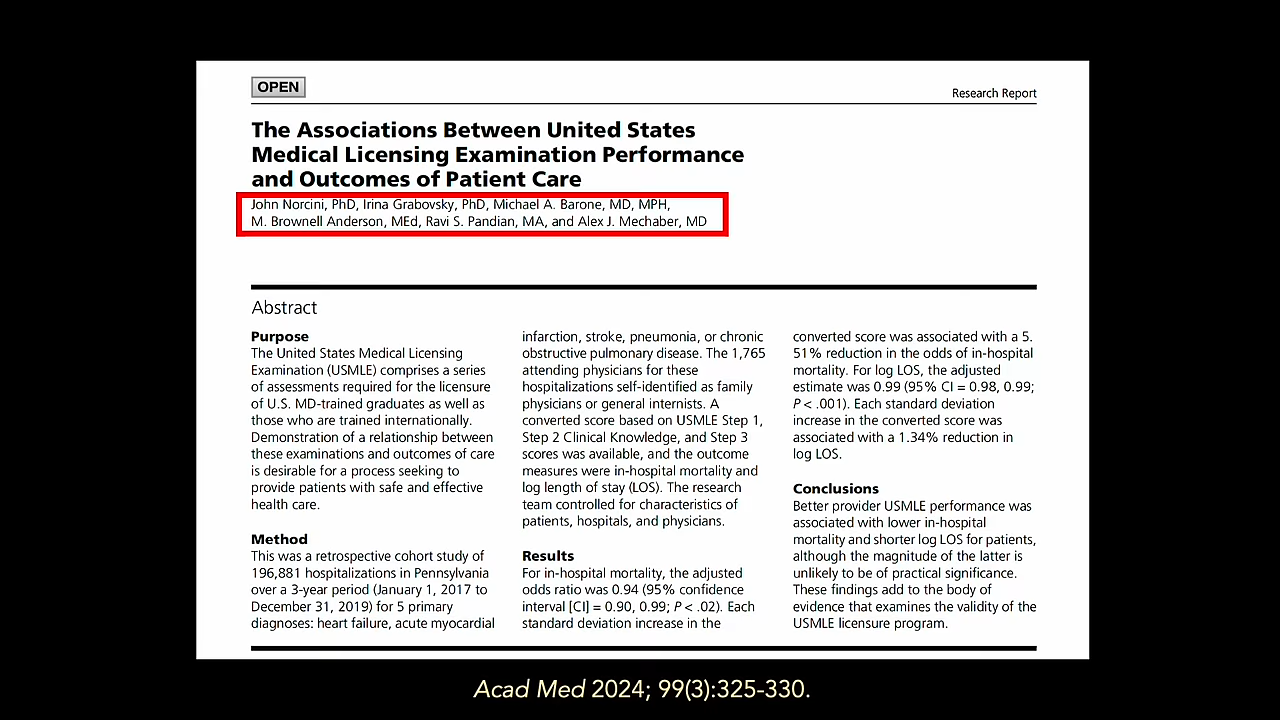 OPEN
Research Report
The Associations Between United States
Medical Licensing Examination Performance
and Outcomes of Patient Care
John Norcini, PhD, Irina Grabovsky, PhD, Michael A. Barone, MD, MPH,
M. Brownell Anderson, MEd, Ravi S. Pandian, MA, and Alex J. Mechaber, MD
Abstract
Purpose
The United States Medical Licensing
Examination (USMLE) comprises a series
of assessments required for the licensure
of U.S. MD-trained graduates as well as
those who are trained internationally.
Demonstration of a relationship between
these examinations and outcomes of care
is desirable for a process seeking to
provide patients with safe and effective
health care.
Method
This was a retrospective cohort study of
196,881 hospitalizations in Pennsylvania
over a 3-year period (January 1, 2017 to
December 31, 2019) for 5 primary
diagnoses: heart failure, acute myocardial
infarction, stroke, pneumonia, or chronic
obstructive pulmonary disease. The 1,765
attending physicians for these
hospitalizations self-identified as family
physicians or general internists. A
converted score based on USMLE Step 1,
Step 2 Clinical Knowledge, and Step 3
scores was available, and the outcome
measures were in-hospital mortality and
log length of stay (LOS). The research
team controlled for characteristics of
patients, hospitals, and physicians.
Results
For in-hospital mortality, the adjusted
odds ratio was 0.94 (95% confidence
interval [CI] = 0.90, 0.99; P < .02). Each
standard deviation increase in the
converted score was associated with a 5.
51% reduction in the odds of in-hospital
mortality. For log LOS, the adjusted
estimate was 0.99 (95% CI = 0.98, 0.99;
P < .001). Each standard deviation
increase in the converted score was
associated with a 1.34% reduction in
log LOS.
Conclusions
Better provider USMLE performance was
associated with lower in-hospital
mortality and shorter log LOS for patients,
although the magnitude of the latter is
unlikely to be of practical significance.
These findings add to the body of
evidence that examines the validity of the
USMLE licensure program.
Acad Med 2024; 99(3):325-330.